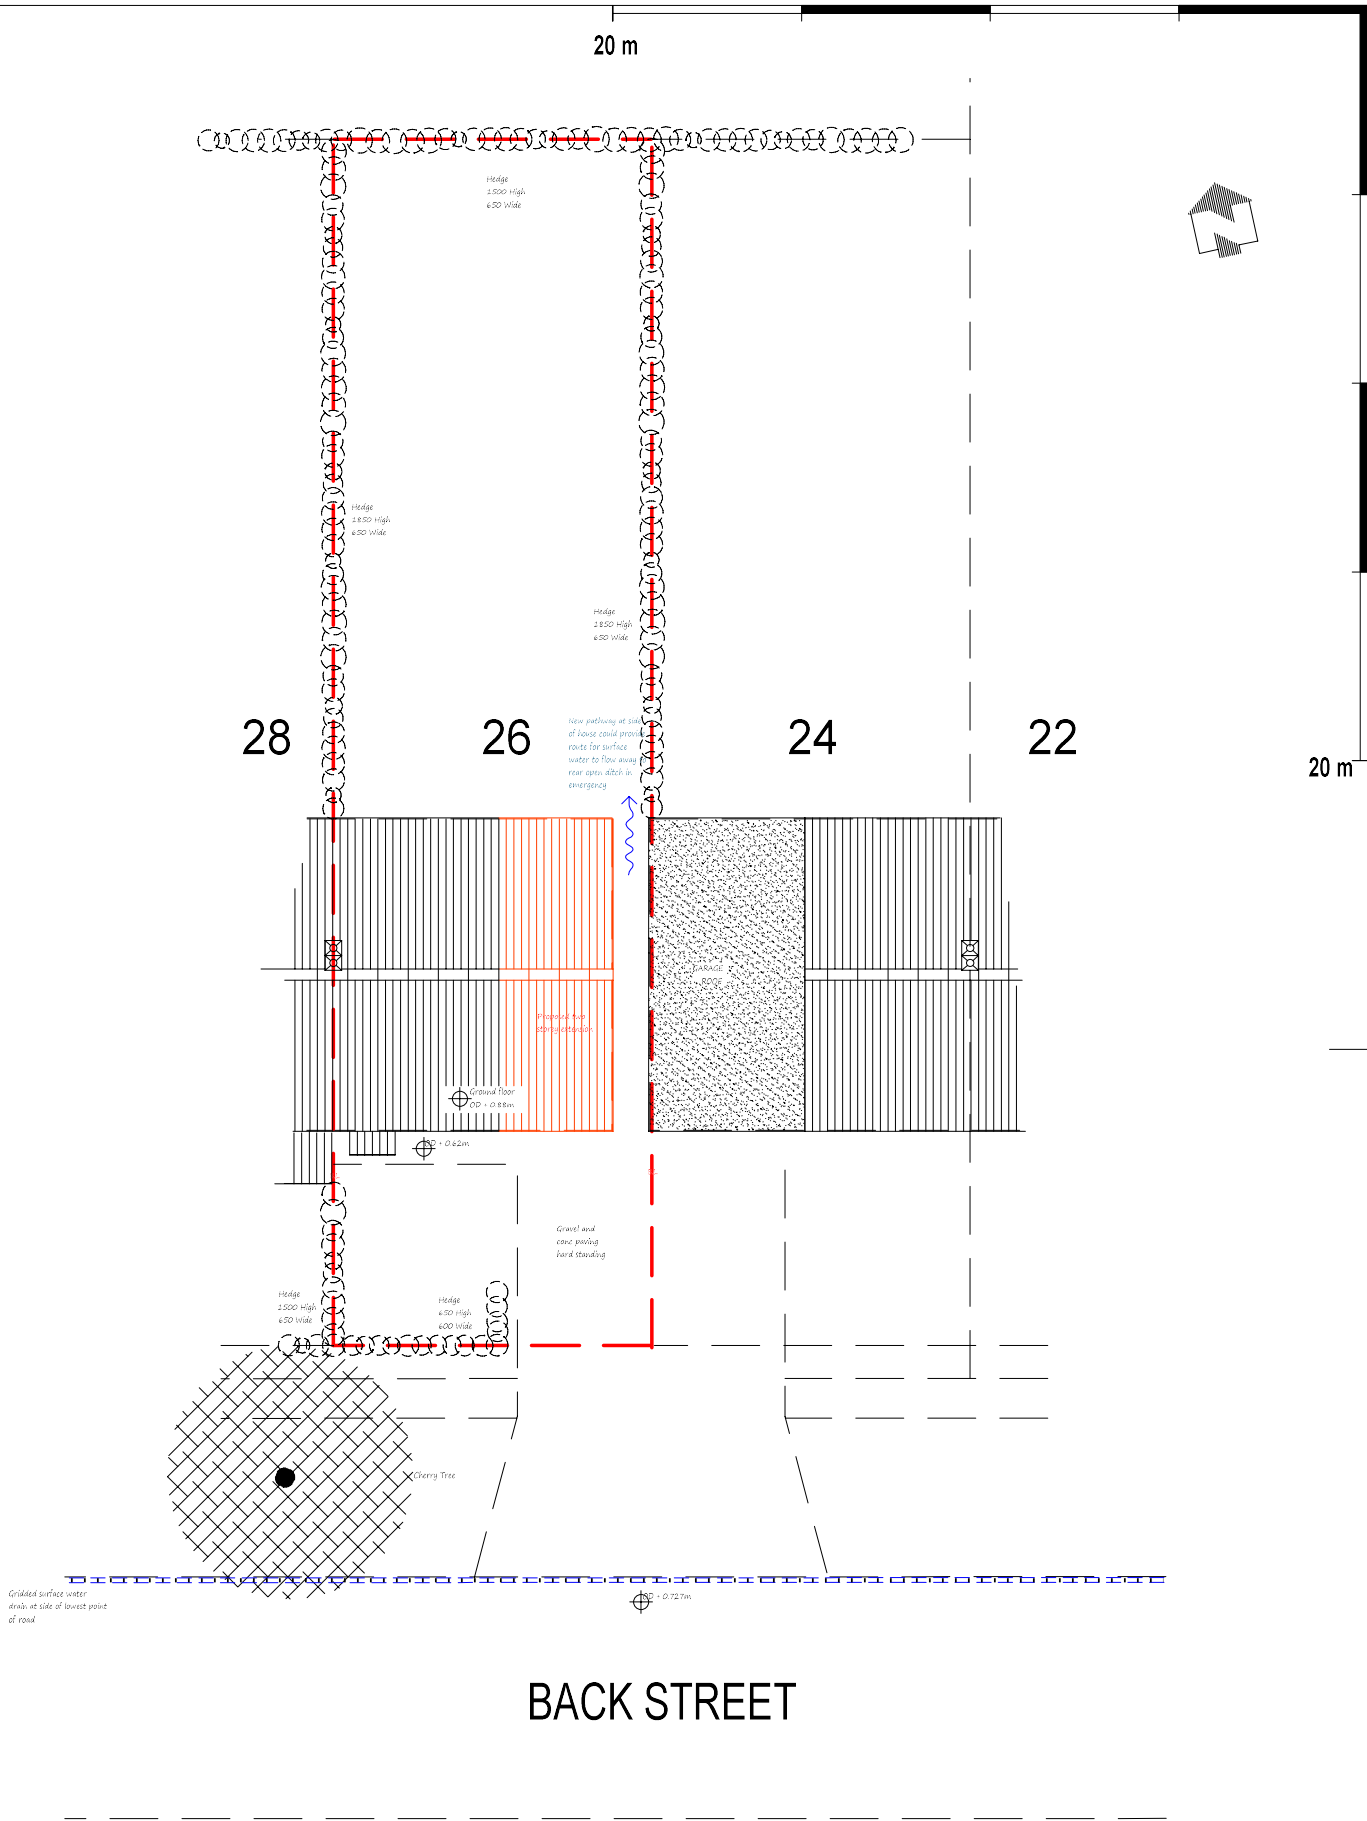 20 m
Hedge
1500 High
650 Wide
Hedge
1850 High
650 Wide
Hedge
1850 High
650 Wide
28
26
24
22
20 m
New pathway at side
of house could provide
route for surface
water to flow away to
rear open ditch in
emergency
GARAGE
ROOF
Proposed two
storey extension
Ground floor
OD + 0.88m
OD + 0.62m
Gravel and
conc paving
hard standing
Hedge
1500 High
650 Wide
Hedge
650 High
600 Wide
Cherry Tree
Gridded surface water
drain at side of lowest point
of road
OD + 0.727m
BACK STREET